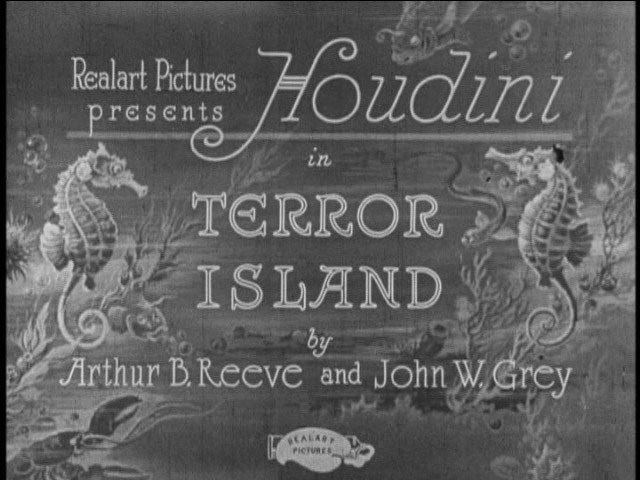 Realart Pictures
presents
Houdini
in
TERROR
ISLAND
by
Arthur B. Reeve and John W. Grey
REALART
PICTURES